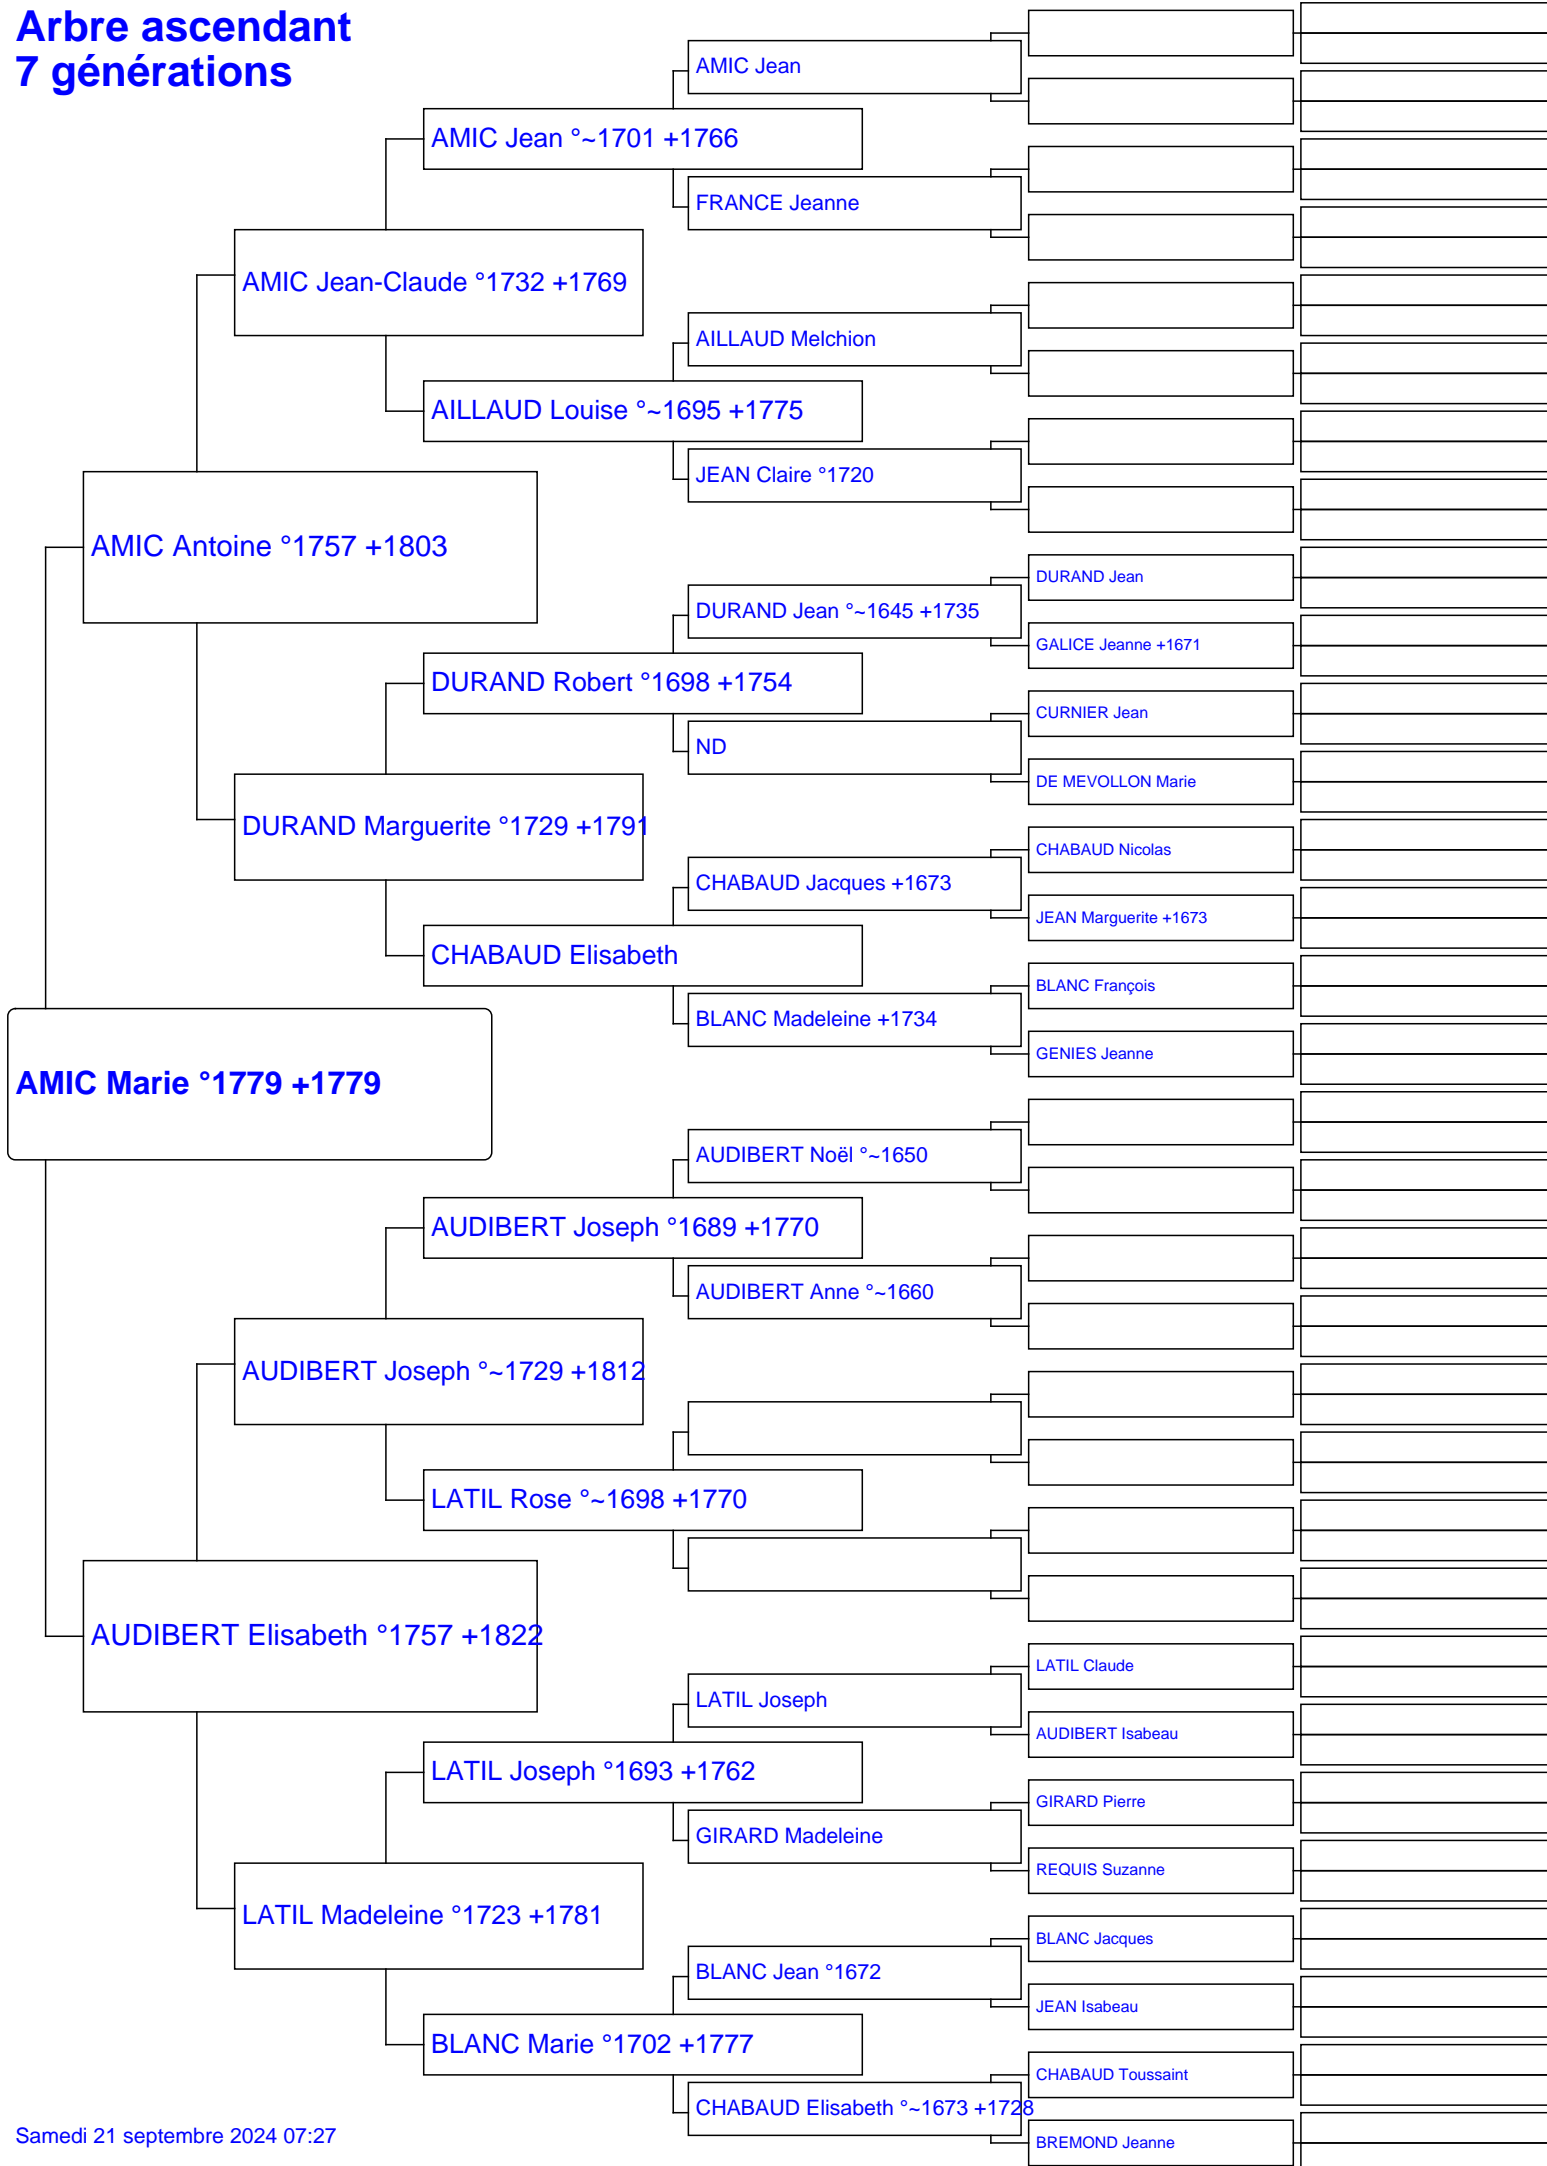 Arbre ascendant
7 générations
AMIC Jean
AMIC Jean °~1701 +1766
FRANCE Jeanne
AMIC Jean-Claude °1732 +1769
AILLAUD Melchion
AILLAUD Louise °~1695 +1775
JEAN Claire °1720
AMIC Antoine °1757 +1803
DURAND Jean
DURAND Jean °~1645 +1735
GALICE Jeanne +1671
DURAND Robert °1698 +1754
CURNIER Jean
ND
DE MEVOLLON Marie
DURAND Marguerite °1729 +1791
CHABAUD Nicolas
CHABAUD Jacques +1673
JEAN Marguerite +1673
CHABAUD Elisabeth
BLANC François
BLANC Madeleine +1734
GENIES Jeanne
AMIC Marie °1779 +1779
AUDIBERT Noël °~1650
AUDIBERT Joseph °1689 +1770
AUDIBERT Anne °~1660
AUDIBERT Joseph °~1729 +1812
LATIL Rose °~1698 +1770
AUDIBERT Elisabeth °1757 +1822
LATIL Claude
LATIL Joseph
AUDIBERT Isabeau
LATIL Joseph °1693 +1762
GIRARD Pierre
GIRARD Madeleine
REQUIS Suzanne
LATIL Madeleine °1723 +1781
BLANC Jacques
BLANC Jean °1672
JEAN Isabeau
BLANC Marie °1702 +1777
CHABAUD Toussaint
CHABAUD Elisabeth °~1673 +1728
BREMOND Jeanne
Samedi 21 septembre 2024 07:27